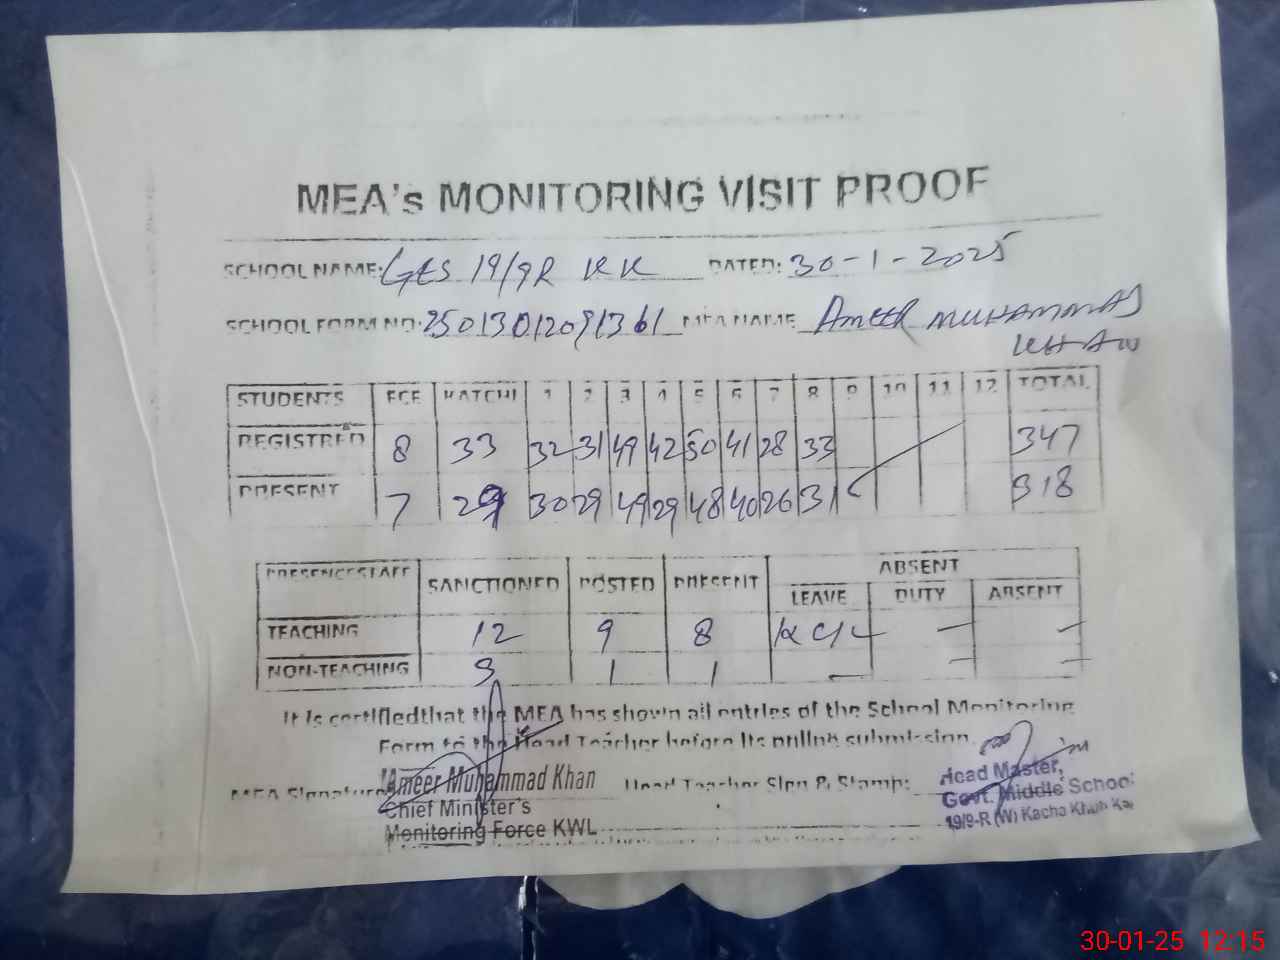 MEA's MONITORING VISIT PROOF
SCHOOL NAME: GES 19/9R KK DATED: 30-1-2025
SCHOOL FORM NO: MEA NAME AMEER MUHAMMAD
KHAN
STUDENTS ECE KATCHI 1 2 3 4 5 6 7 8 9 10 11 12 TOTAL
REGISTRED 8 33 32 31 49 42 50 41 28 33 347
PRESENT 7 29 30 29 49 29 48 40 26 31 318
PRESENCE STAFF SANCTIONED POSTED PRESENT ABSENT
LEAVE DUTY ABSENT
TEACHING 12 9 8 — —
NON-TEACHING 3 1 1 — — —
It is certifiedthat the MEA has shown all entries of the School Monitoring
Form to the Head Teacher before its online submission.
MEA Signature Ameer Muhammad Khan Head Teacher Sign & Stamp: Head Master,
Chief Minister's Govt. Middle School
Monitoring Force KWL 19/9-R (W) Kacha Khuh
30-01-25 12:15